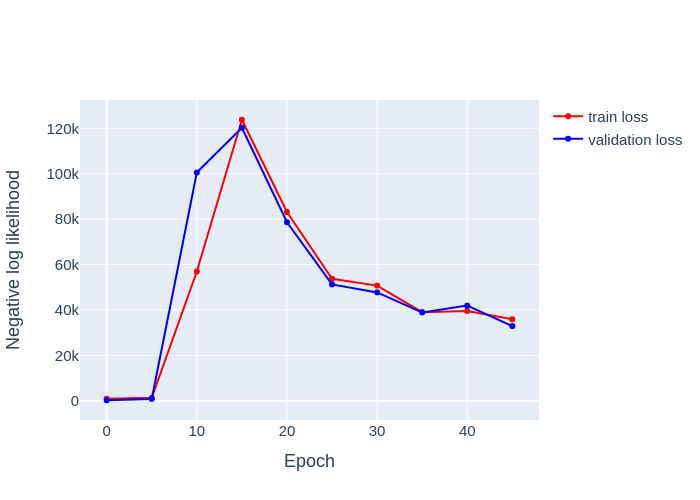 train loss
validation loss
120k
100k
80k
60k
40k
20k
0
0 10 20 30 40
Epoch
Negative log likelihood